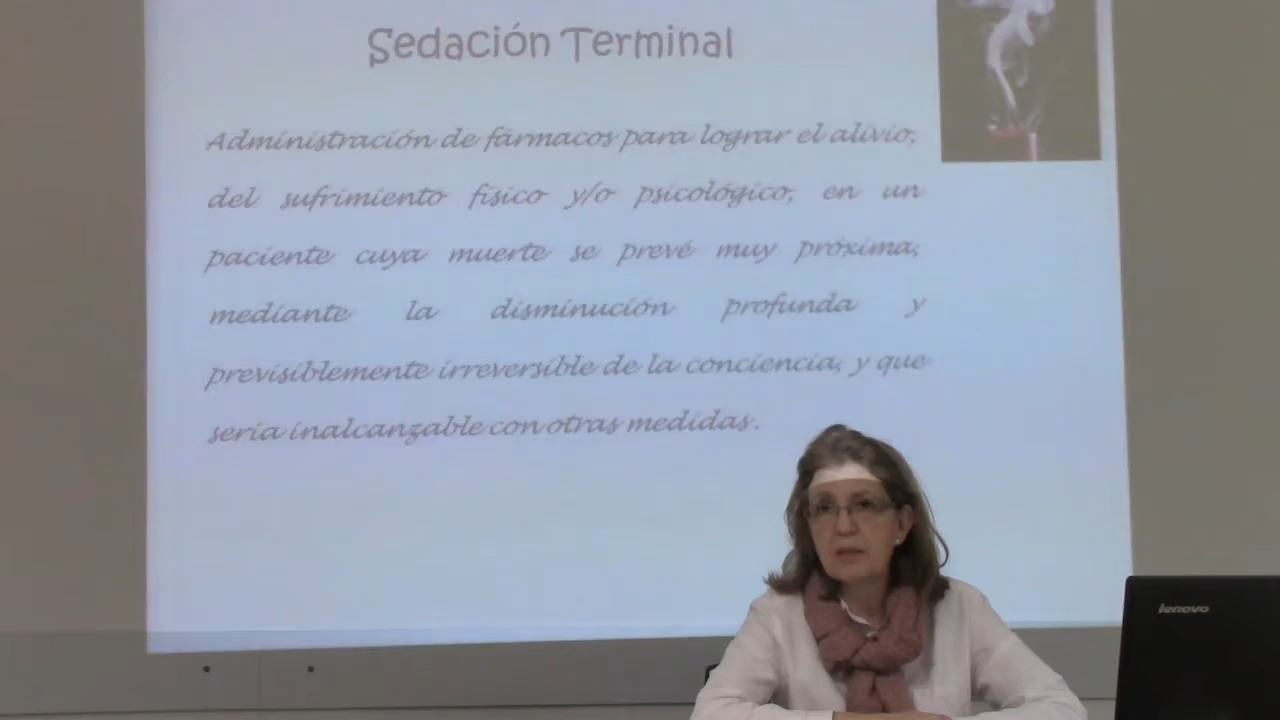 Sedación Terminal
Administración de fármacos para lograr el alivio,
del sufrimiento físico y/o psicológico, en un
paciente cuya muerte se prevé muy próxima,
mediante la disminución profunda y
previsiblemente irreversible de la conciencia, y que
sería inalcanzable con otras medidas.
lenovo